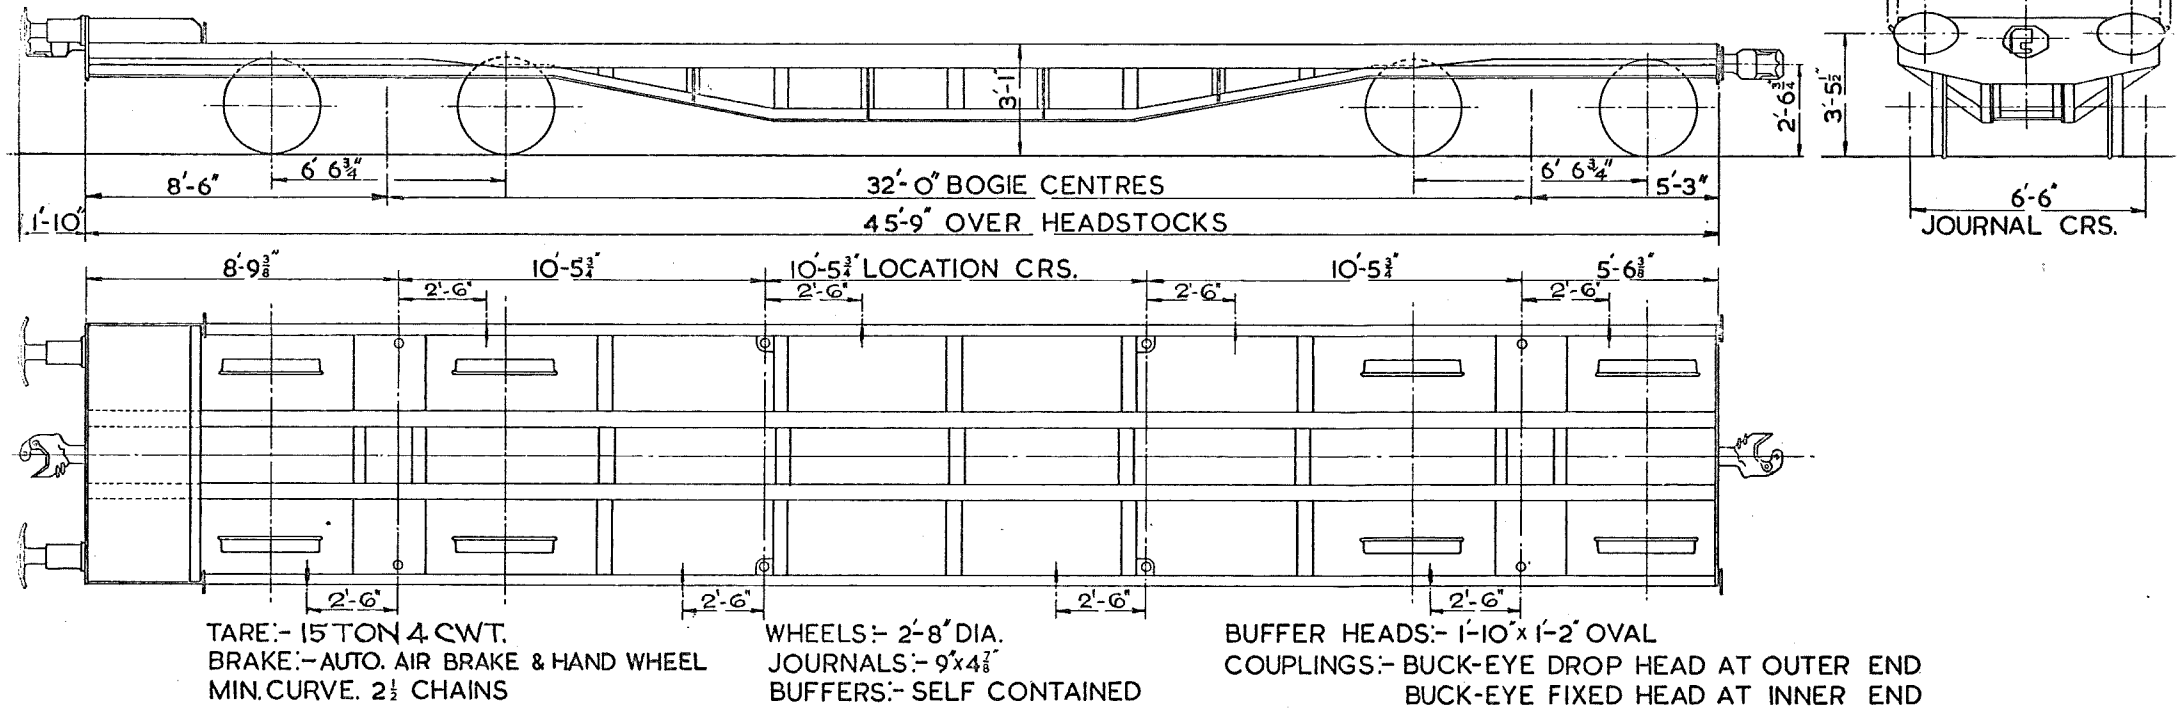 3'-1"
2'-6¾"
3'-5½"
6' 6¾"
6' 6¾"
8'-6"
32'-0" BOGIE CENTRES
5'-3"
6'-6"
1'-10"
45'-9" OVER HEADSTOCKS
JOURNAL CRS.
8'-9⅜"
10'-5¾"
10'-5¾" LOCATION CRS.
10'-5¾"
5'-6⅜"
2'-6"
2'-6"
2'-6"
2'-6"
2'-6"
2'-6"
2'-6"
2'-6"
TARE:- 15 TON 4 CWT.
BRAKE:- AUTO. AIR BRAKE & HAND WHEEL
MIN. CURVE. 2½ CHAINS
WHEELS:- 2'-8" DIA.
JOURNALS:- 9"x4⅞"
BUFFERS:- SELF CONTAINED
BUFFER HEADS:- 1'-10"x 1'-2" OVAL
COUPLINGS:- BUCK-EYE DROP HEAD AT OUTER END
BUCK-EYE FIXED HEAD AT INNER END